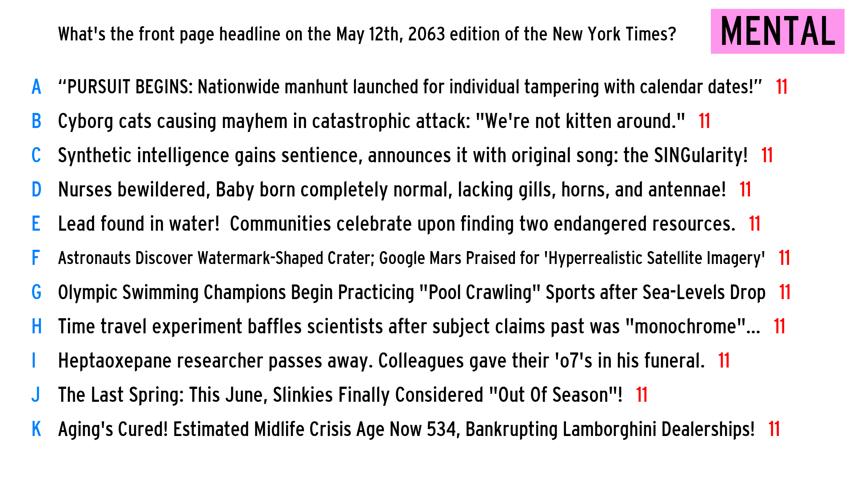 What's the front page headline on the May 12th, 2063 edition of the New York Times?
MENTAL
A “PURSUIT BEGINS: Nationwide manhunt launched for individual tampering with calendar dates!” 11
B Cyborg cats causing mayhem in catastrophic attack: "We're not kitten around." 11
C Synthetic intelligence gains sentience, announces it with original song: the SINGularity! 11
D Nurses bewildered, Baby born completely normal, lacking gills, horns, and antennae! 11
E Lead found in water!  Communities celebrate upon finding two endangered resources. 11
F Astronauts Discover Watermark-Shaped Crater; Google Mars Praised for 'Hyperrealistic Satellite Imagery' 11
G Olympic Swimming Champions Begin Practicing "Pool Crawling" Sports after Sea-Levels Drop 11
H Time travel experiment baffles scientists after subject claims past was "monochrome"... 11
I Heptaoxepane researcher passes away. Colleagues gave their 'o7's in his funeral. 11
J The Last Spring: This June, Slinkies Finally Considered "Out Of Season"! 11
K Aging's Cured! Estimated Midlife Crisis Age Now 534, Bankrupting Lamborghini Dealerships! 11